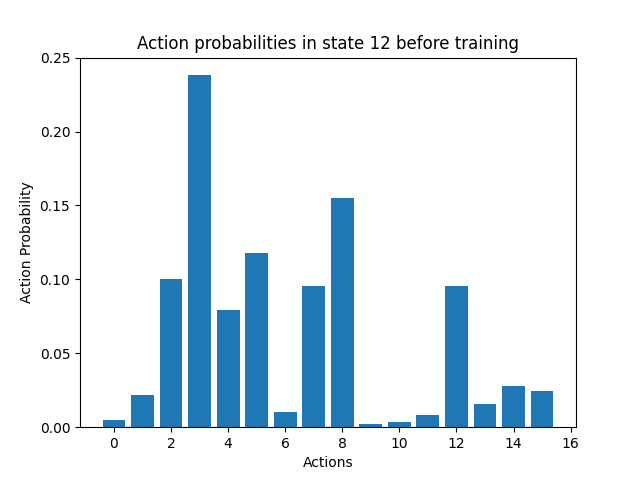 Action probabilities in state 12 before training
0.25
0.20
0.15
0.10
0.05
0.00
Action Probability
0 2 4 6 8 10 12 14 16
Actions